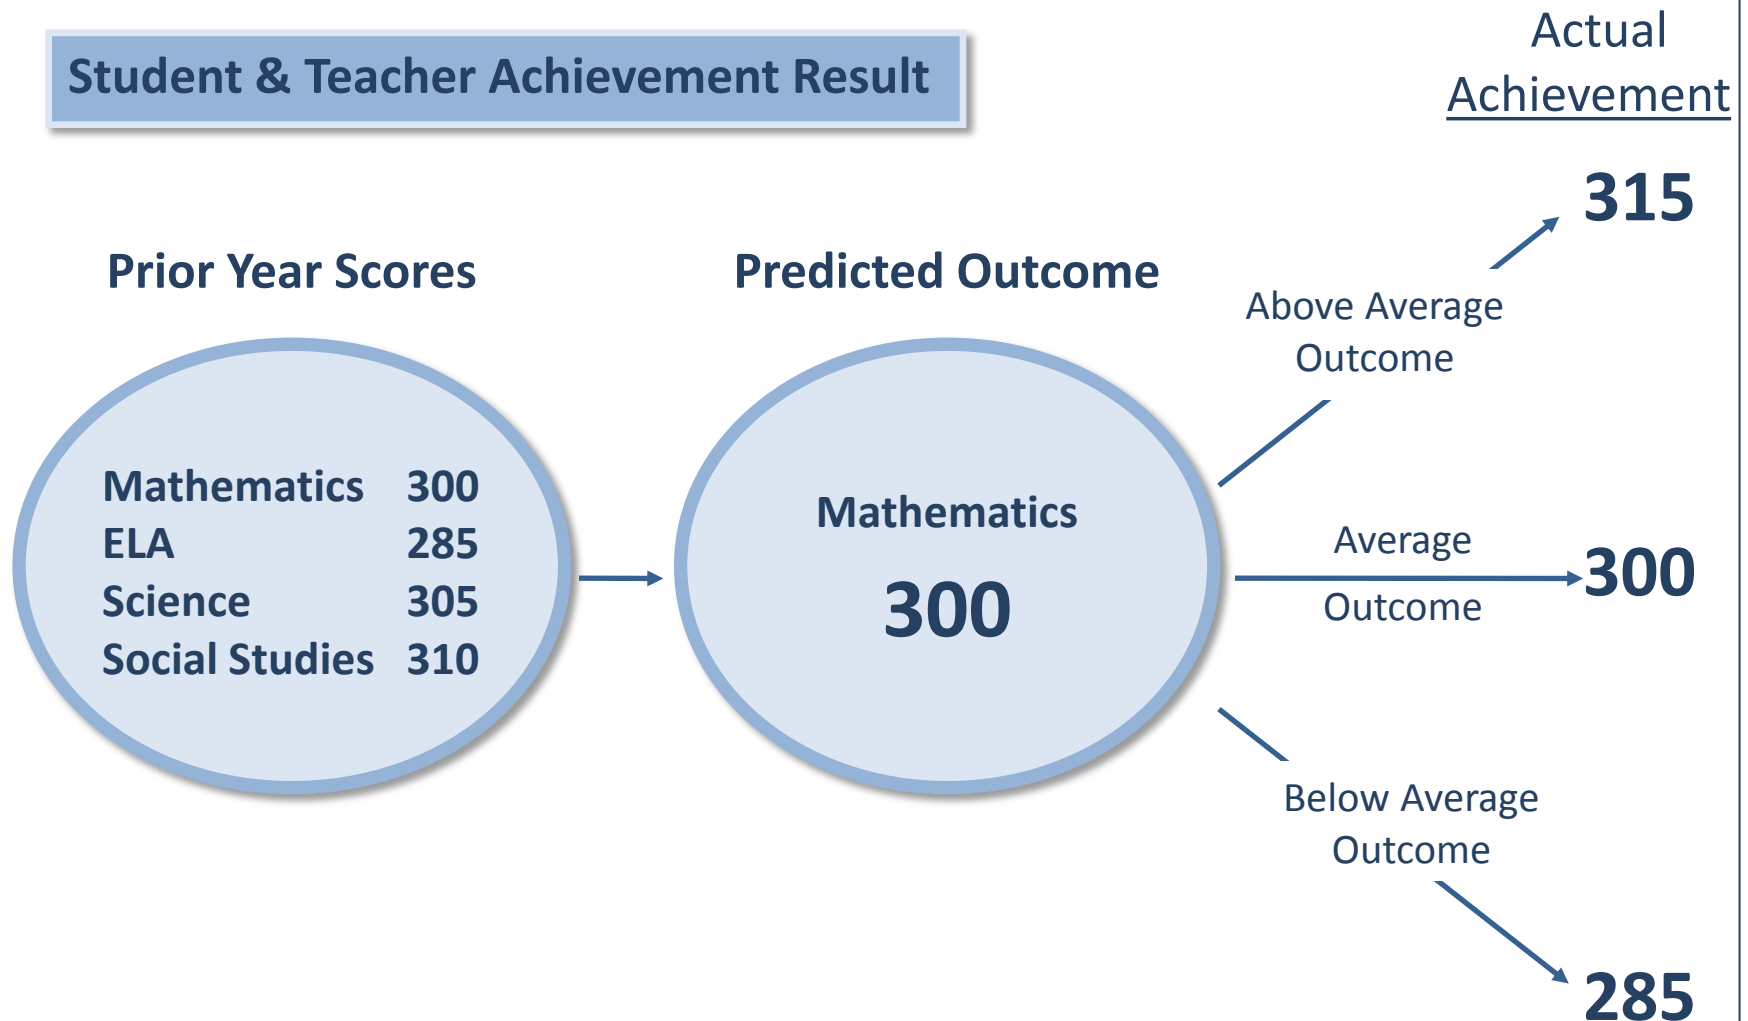 Student & Teacher Achievement Result
Actual
Achievement
315
Prior Year Scores
Predicted Outcome
Above Average
Outcome
Mathematics 300
ELA 285
Science 305
Social Studies 310
Mathematics
300
Average
Outcome
300
Below Average
Outcome
285